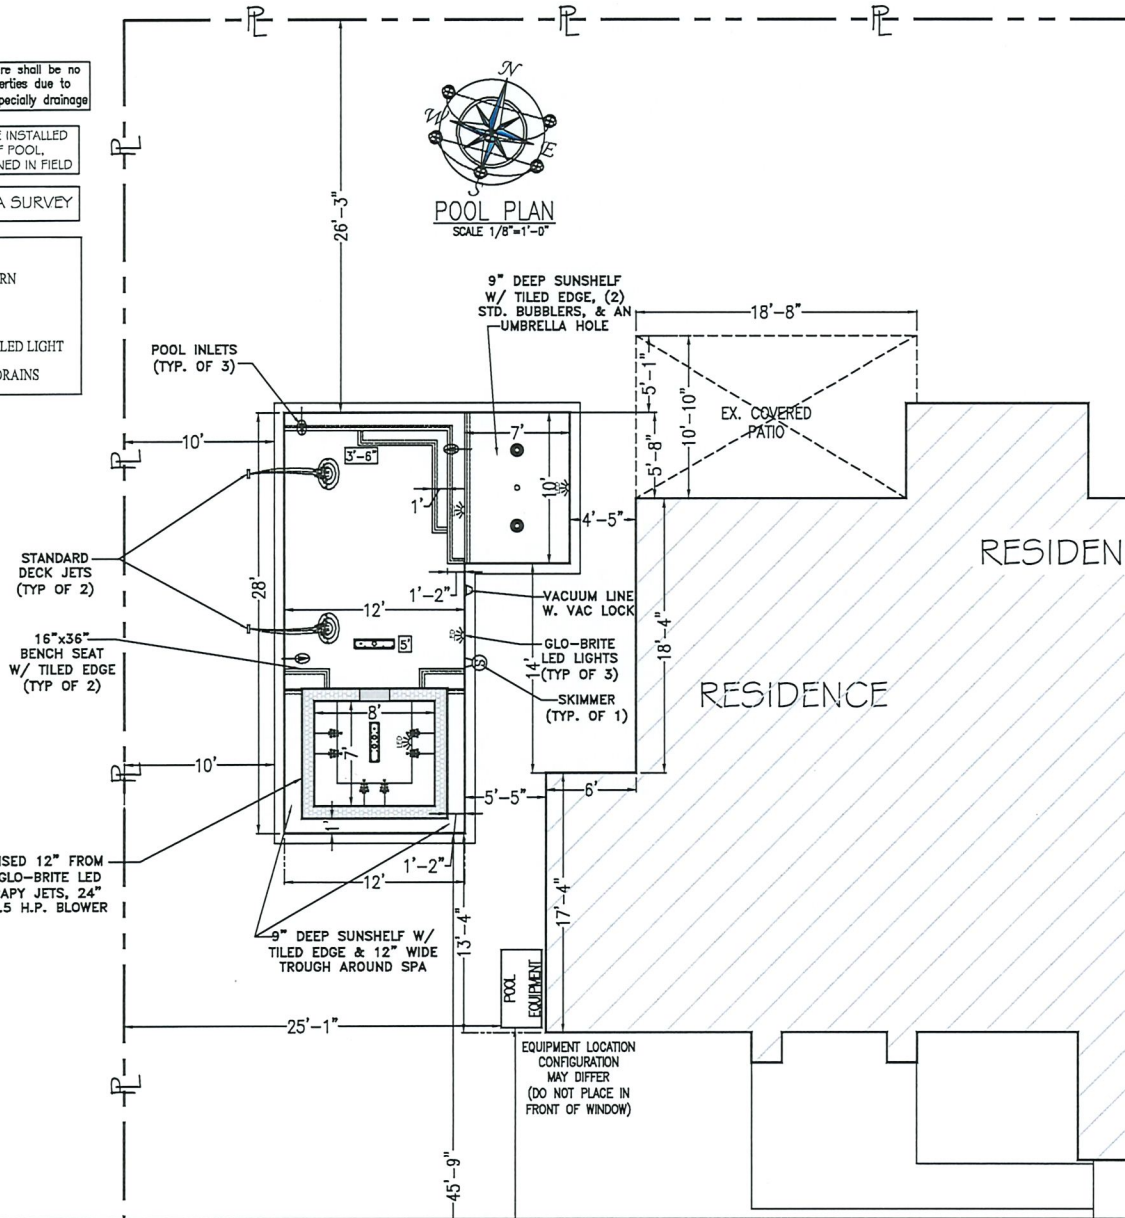 PL
PL
PL
re shall be no
erties due to
pecially drainage
E INSTALLED
F POOL,
NED IN FIELD
A SURVEY
RN
LED LIGHT
DRAINS
PL
N
W
E
S
POOL PLAN
SCALE 1/8"=1'-0"
26'-3"
9" DEEP SUNSHELF
W/ TILED EDGE, (2)
STD. BUBBLERS, & AN
UMBRELLA HOLE
18'-8"
5'-1"
10'-10"
5'-8"
EX. COVERED
PATIO
POOL INLETS
(TYP. OF 3)
10'
PL
3'-6"
7'
10'
1'
4'-5"
RESIDEN
STANDARD
DECK JETS
(TYP OF 2)
28'
1'-2"
12'
VACUUM LINE
W. VAC LOCK
5'
LED
GLO-BRITE
LED LIGHTS
(TYP OF 3)
14'
18'-4"
16"x36"
BENCH SEAT
W/ TILED EDGE
(TYP OF 2)
S
SKIMMER
(TYP. OF 1)
RESIDENCE
8'
7'
LED
10'
PL
5'-5"
6'
1'
1'-2"
12'
ISED 12" FROM
GLO-BRITE LED
APY JETS, 24"
.5 H.P. BLOWER
9" DEEP SUNSHELF W/
TILED EDGE & 12" WIDE
TROUGH AROUND SPA
13'-4"
17'-4"
POOL
EQUIPMENT
25'-1"
EQUIPMENT LOCATION
CONFIGURATION
MAY DIFFER
(DO NOT PLACE IN
FRONT OF WINDOW)
PL
45'-9"